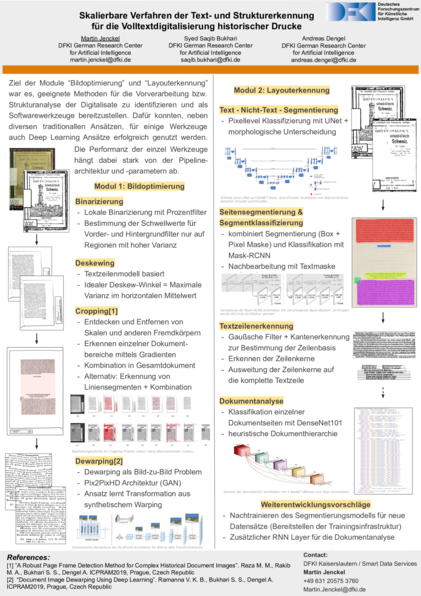 Skalierbare Verfahren der Text- und Strukturerkennung
für die Volltextdigitalisierung historischer Drucke
Deutsches
Forschungszentrum
für Künstliche
Intelligenz GmbH
Martin Jenckel
DFKI German Research Center
for Artificial Intelligence
martin.jenckel@dfki.de
Syed Saqib Bukhari
DFKI German Research Center
for Artificial Intelligence
saqib.bukhari@dfki.de
Andreas Dengel
DFKI German Research Center
for Artificial Intelligence
andreas.dengel@dfki.de
Ziel der Module "Bildoptimierung" und "Layouterkennung"
war es, geeignete Methoden für die Vorverarbeitung bzw.
Strukturanalyse der Digitalisate zu identifizieren und als
Softwarewerkzeuge bereitzustellen. Dafür konnten, neben
diversen traditionallen Ansätzen, für einige Werkzeuge
auch Deep Learning Ansätze erfolgreich genutzt werden.
Die Performanz der einzel Werkzeuge
hängt dabei stark von der Pipeline-
architektur und -parametern ab.
Modul 1: Bildoptimierung
Binarizierung
- Lokale Binarizierung mit Prozentfilter
- Bestimmung der Schwellwerte für
Vorder- und Hintergrundfilter nur auf
Regionen mit hoher Varianz
Deskewing
- Textzeilenmodell basiert
- Idealer Deskew-Winkel = Maximale
Varianz im horizontalen Mittelwert
Cropping[1]
- Entdecken und Entfernen von
Skalen und anderen Fremdkörpern
- Erkennen einzelner Dokument-
bereiche mittels Gradienten
- Kombination in Gesamtdokument
- Alternativ: Erkennung von
Liniensegmenten + Kombination
Dewarping[2]
- Dewarping als Bild-zu-Bild Problem
- Pix2PixHD Architektur (GAN)
- Ansatz lernt Transformation aus
synthetischem Warping
Modul 2: Layouterkennung
Text - Nicht-Text - Segmentierung
- Pixellevel Klassifizierung mit UNet +
morphologische Unterscheidung
Seitensegmentierung &
Segmentklassifizierung
- kombiniert Segmentierung (Box +
Pixel Maske) und Klassifikation mit
Mask-RCNN
- Nachbearbeitung mit Textmaske
Textzeilenerkennung
- Gaußsche Filter + Kantenerkennung
zur Bestimmung der Zeilenbasis
- Erkennen der Zeilenkerne
- Ausweitung der Zeilenkerne auf
die komplette Textzeile
Dokumentanalyse
- Klassifikation einzelner
Dokumentseiten mit DenseNet101
- heuristische Dokumenthierarchie
Weiterentwicklungsvorschläge
- Nachtrainieren des Segmentierungsmodells für neue
Datensätze (Bereitstellen der Trainingsinfrastruktur)
- Zusätzlicher RNN Layer für die Dokumentanalyse
References:
[1] "A Robust Page Frame Detection Method for Complex Historical Document Images". Reza M. M., Rakib
M. H., Bukhari S. S., Dengel A. ICPRAM2019, Prague, Czech Republic
[2] "Document Image Dewarping Using Deep Learning". Ramanna V. K. B., Bukhari S. S., Dengel A.
ICPRAM2019, Prague, Czech Republic
Contact:
DFKI Kaiserslautern / Smart Data Services
Martin Jenckel
+49 631 20575 3760
Martin.Jenckel@dfki.de